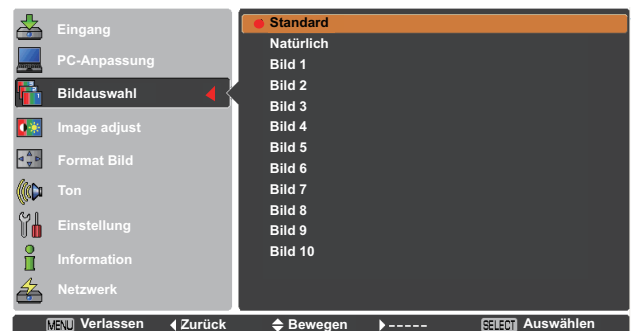 Eingang
PC-Anpassung
Bildauswahl
Image adjust
Format Bild
Ton
Einstellung
Information
Netzwerk
Standard
Natürlich
Bild 1
Bild 2
Bild 3
Bild 4
Bild 5
Bild 6
Bild 7
Bild 8
Bild 9
Bild 10
MENU Verlassen Zurück Bewegen ----- SELECT Auswählen